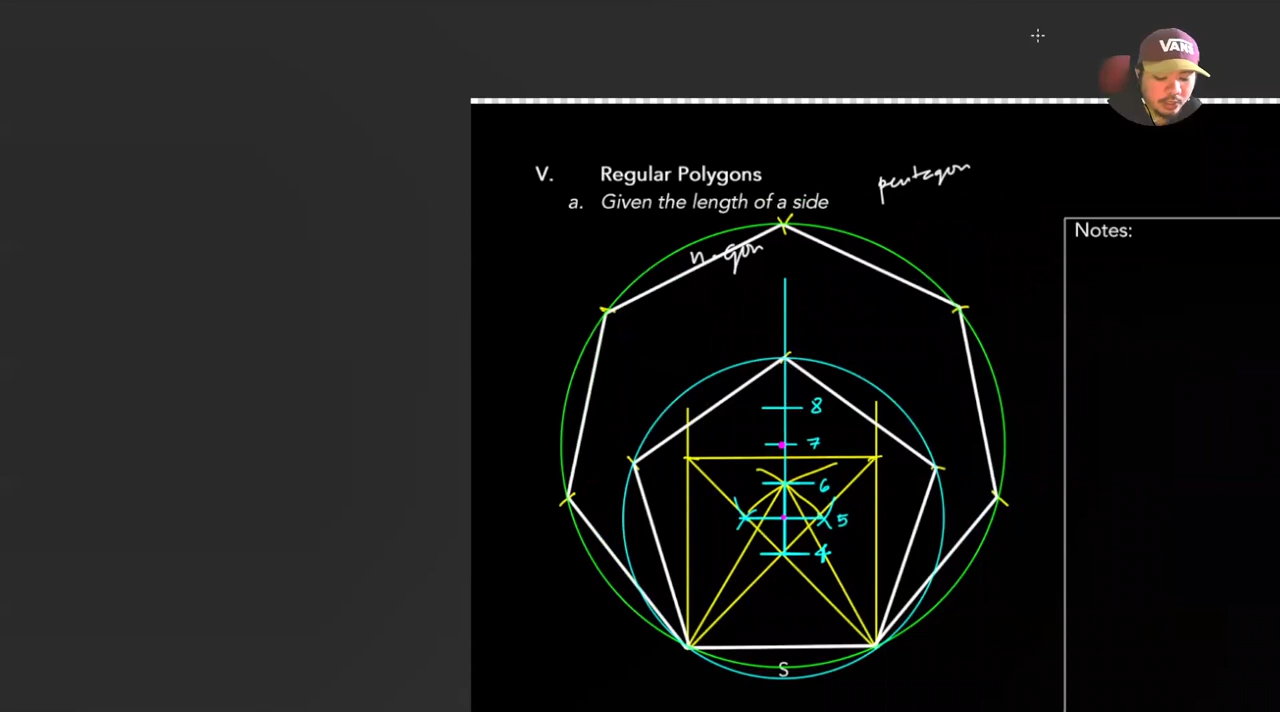 VANS
V. Regular Polygons
pentagon
a. Given the length of a side
Notes:
n-gon
8
7
6
5
4
S